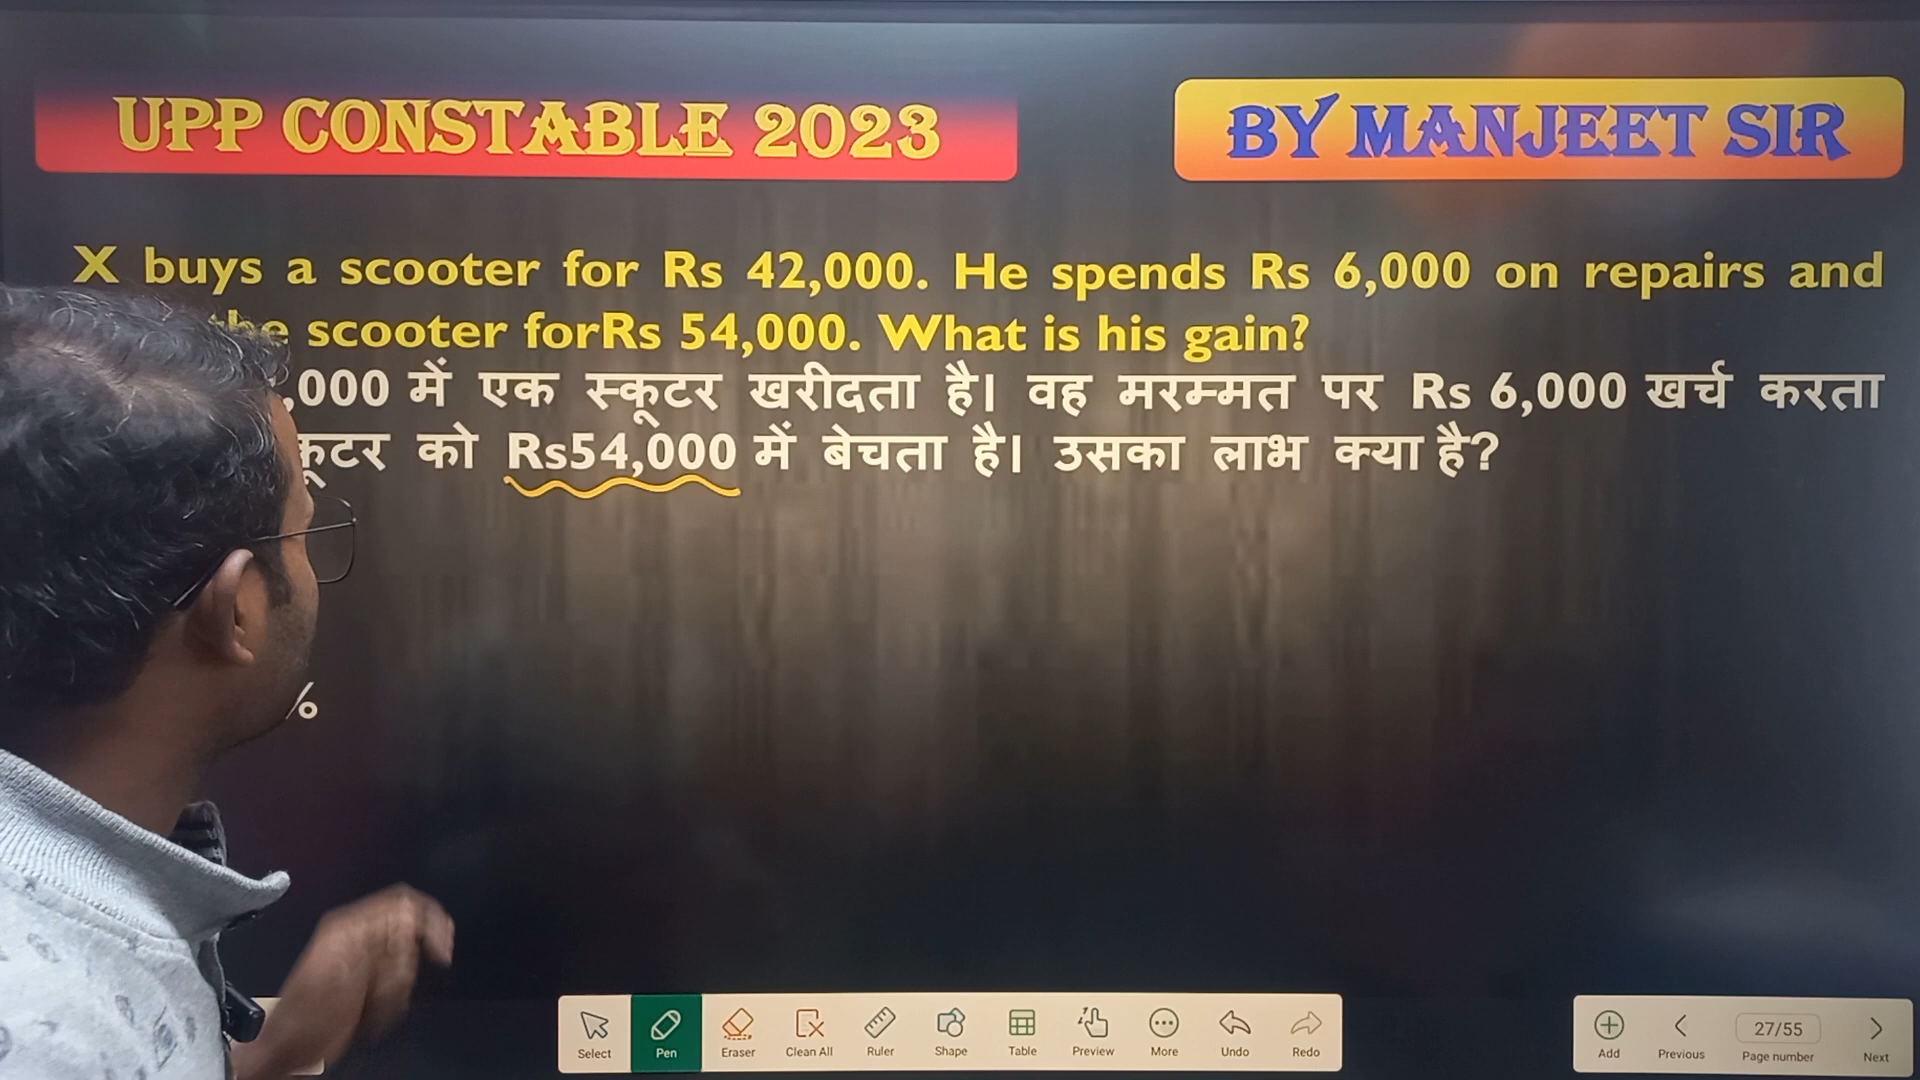 UPP CONSTABLE 2023
BY MANJEET SIR
X buys a scooter for Rs 42,000. He spends Rs 6,000 on repairs and
the scooter forRs 54,000. What is his gain?
,000 में एक स्कूटर खरीदता है। वह मरम्मत पर Rs 6,000 खर्च करता
को Rs54,000 में बेचता है। उसका लाभ क्या है?
%
Select
Pen
Eraser
Clean All
Ruler
Shape
Table
Preview
More
Undo
Redo
Add
Previous
27/55
Page number
Next